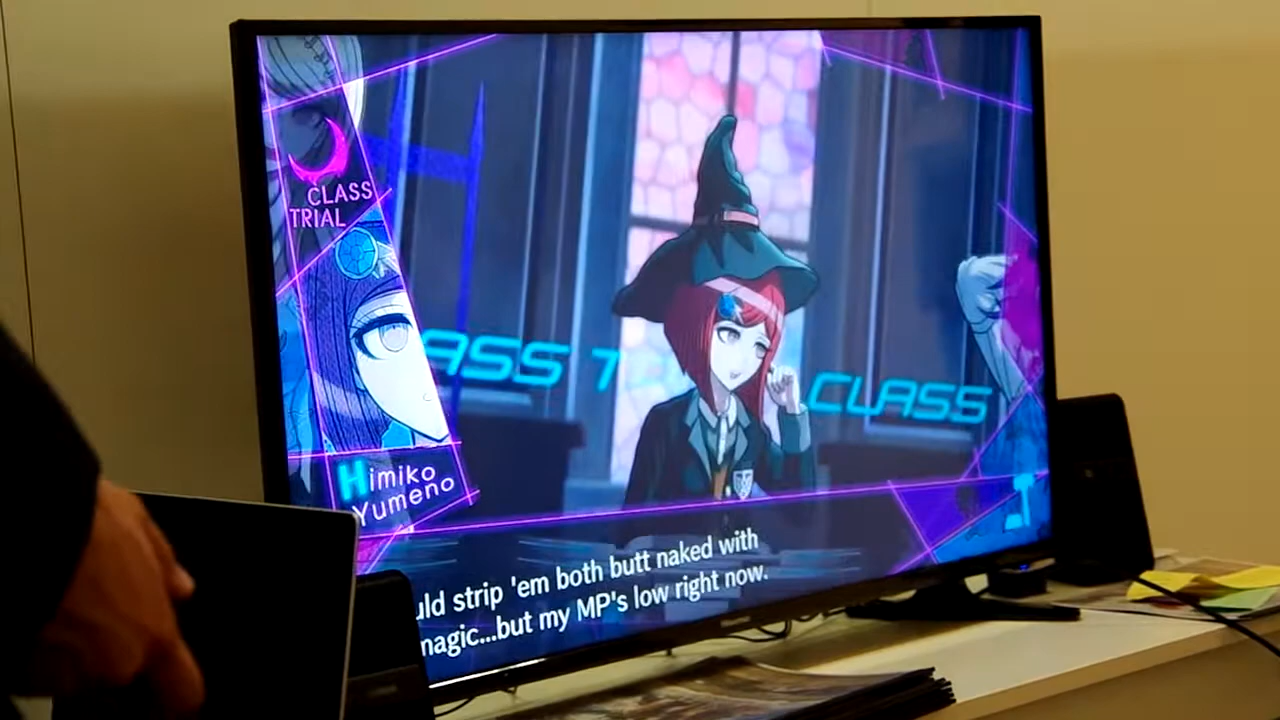 CLASS
TRIAL
ASS T
CLASS
Himiko
Yumeno
uld strip 'em both butt naked with
magic...but my MP's low right now.